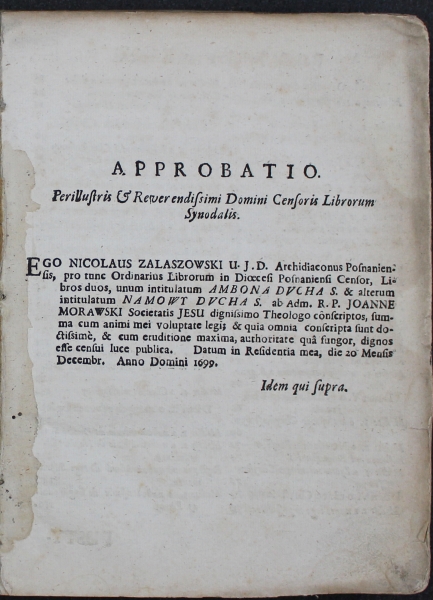 APPROBATIO.
Perilluſtris & Reverendiſsimi Domini Cenſoris Librorum
Synodalis.
EGO NICOLAUS ZALASZOWSKI U. J. D. Archidiaconus Poſnanien-
ſis, pro tunc Ordinarius Librorum in Diœceſi Poſnanienſi Cenſor, Li-
bros duos, unum intitulatum AMBONA DVCHA S. & alterum
intitulatum NAMOWY DVCHA S. ab Adm. R. P. JOANNE
MORAWSKI Societatis JESU digniſſimo Theologo cònſcriptos, ſum-
ma cum animi mei voluptate legi; & quia omnia conſcripta ſunt do-
ctiſſimè, & cum eruditione maxima, authoritate quâ fungor, dignos
eſſe cenſui luce publica. Datum in Reſidentia mea, die 20 Menſis
Decembr. Anno Domini 1699.
Idem qui ſupra.